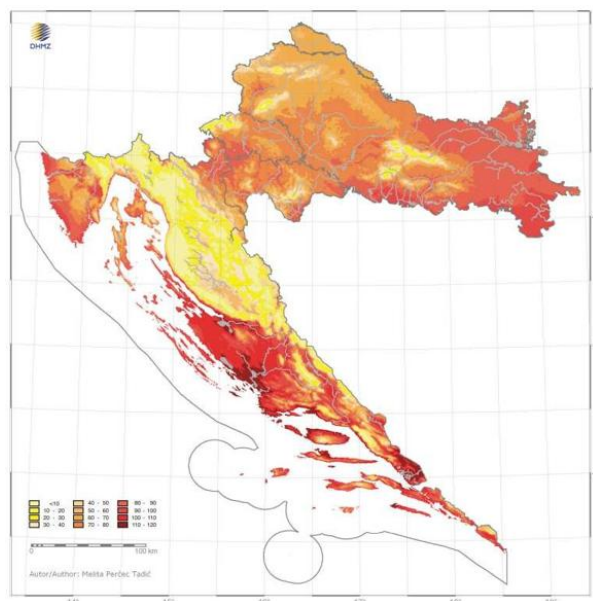 DHMZ
<10 40 - 50 80 - 90
10 - 20 50 - 60 90 - 100
20 - 30 60 - 70 100 - 110
30 - 40 70 - 80 110 - 120
0 100 km
Autor/Author: Melita Perčec Tadić